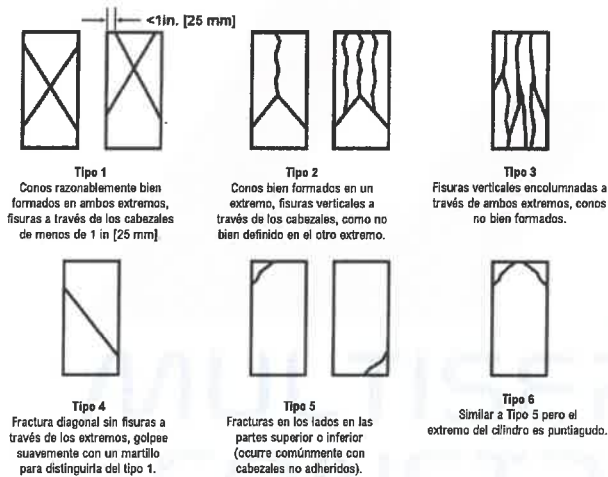 <1in. [25 mm]
Tipo 1
Conos razonablemente bien
formados en ambos extremos,
fisuras a través de los cabezales
de menos de 1 in [25 mm]
Tipo 2
Conos bien formados en un
extremo, fisuras verticales a
través de los cabezales, como no
bien definido en el otro extremo.
Tipo 3
Fisuras verticales encolumnadas a
través de ambos extremos, conos
no bien formados.
Tipo 4
Fractura diagonal sin fisuras a
través de los extremos, golpee
suavemente con un martillo
para distinguirla del tipo 1.
Tipo 5
Fracturas en los lados en las
partes superior o inferior
(ocurre comúnmente con
cabezales no adheridos).
Tipo 6
Similar a Tipo 5 pero el
extremo del cilindro es puntiagudo.